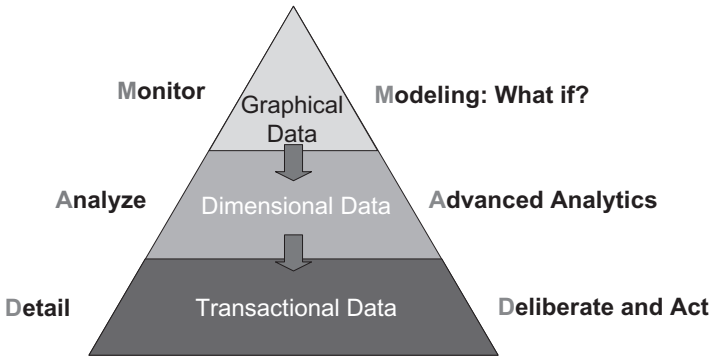 Monitor
Graphical
Data
Modeling: What if?
Analyze
Dimensional Data
Advanced Analytics
Detail
Transactional Data
Deliberate and Act